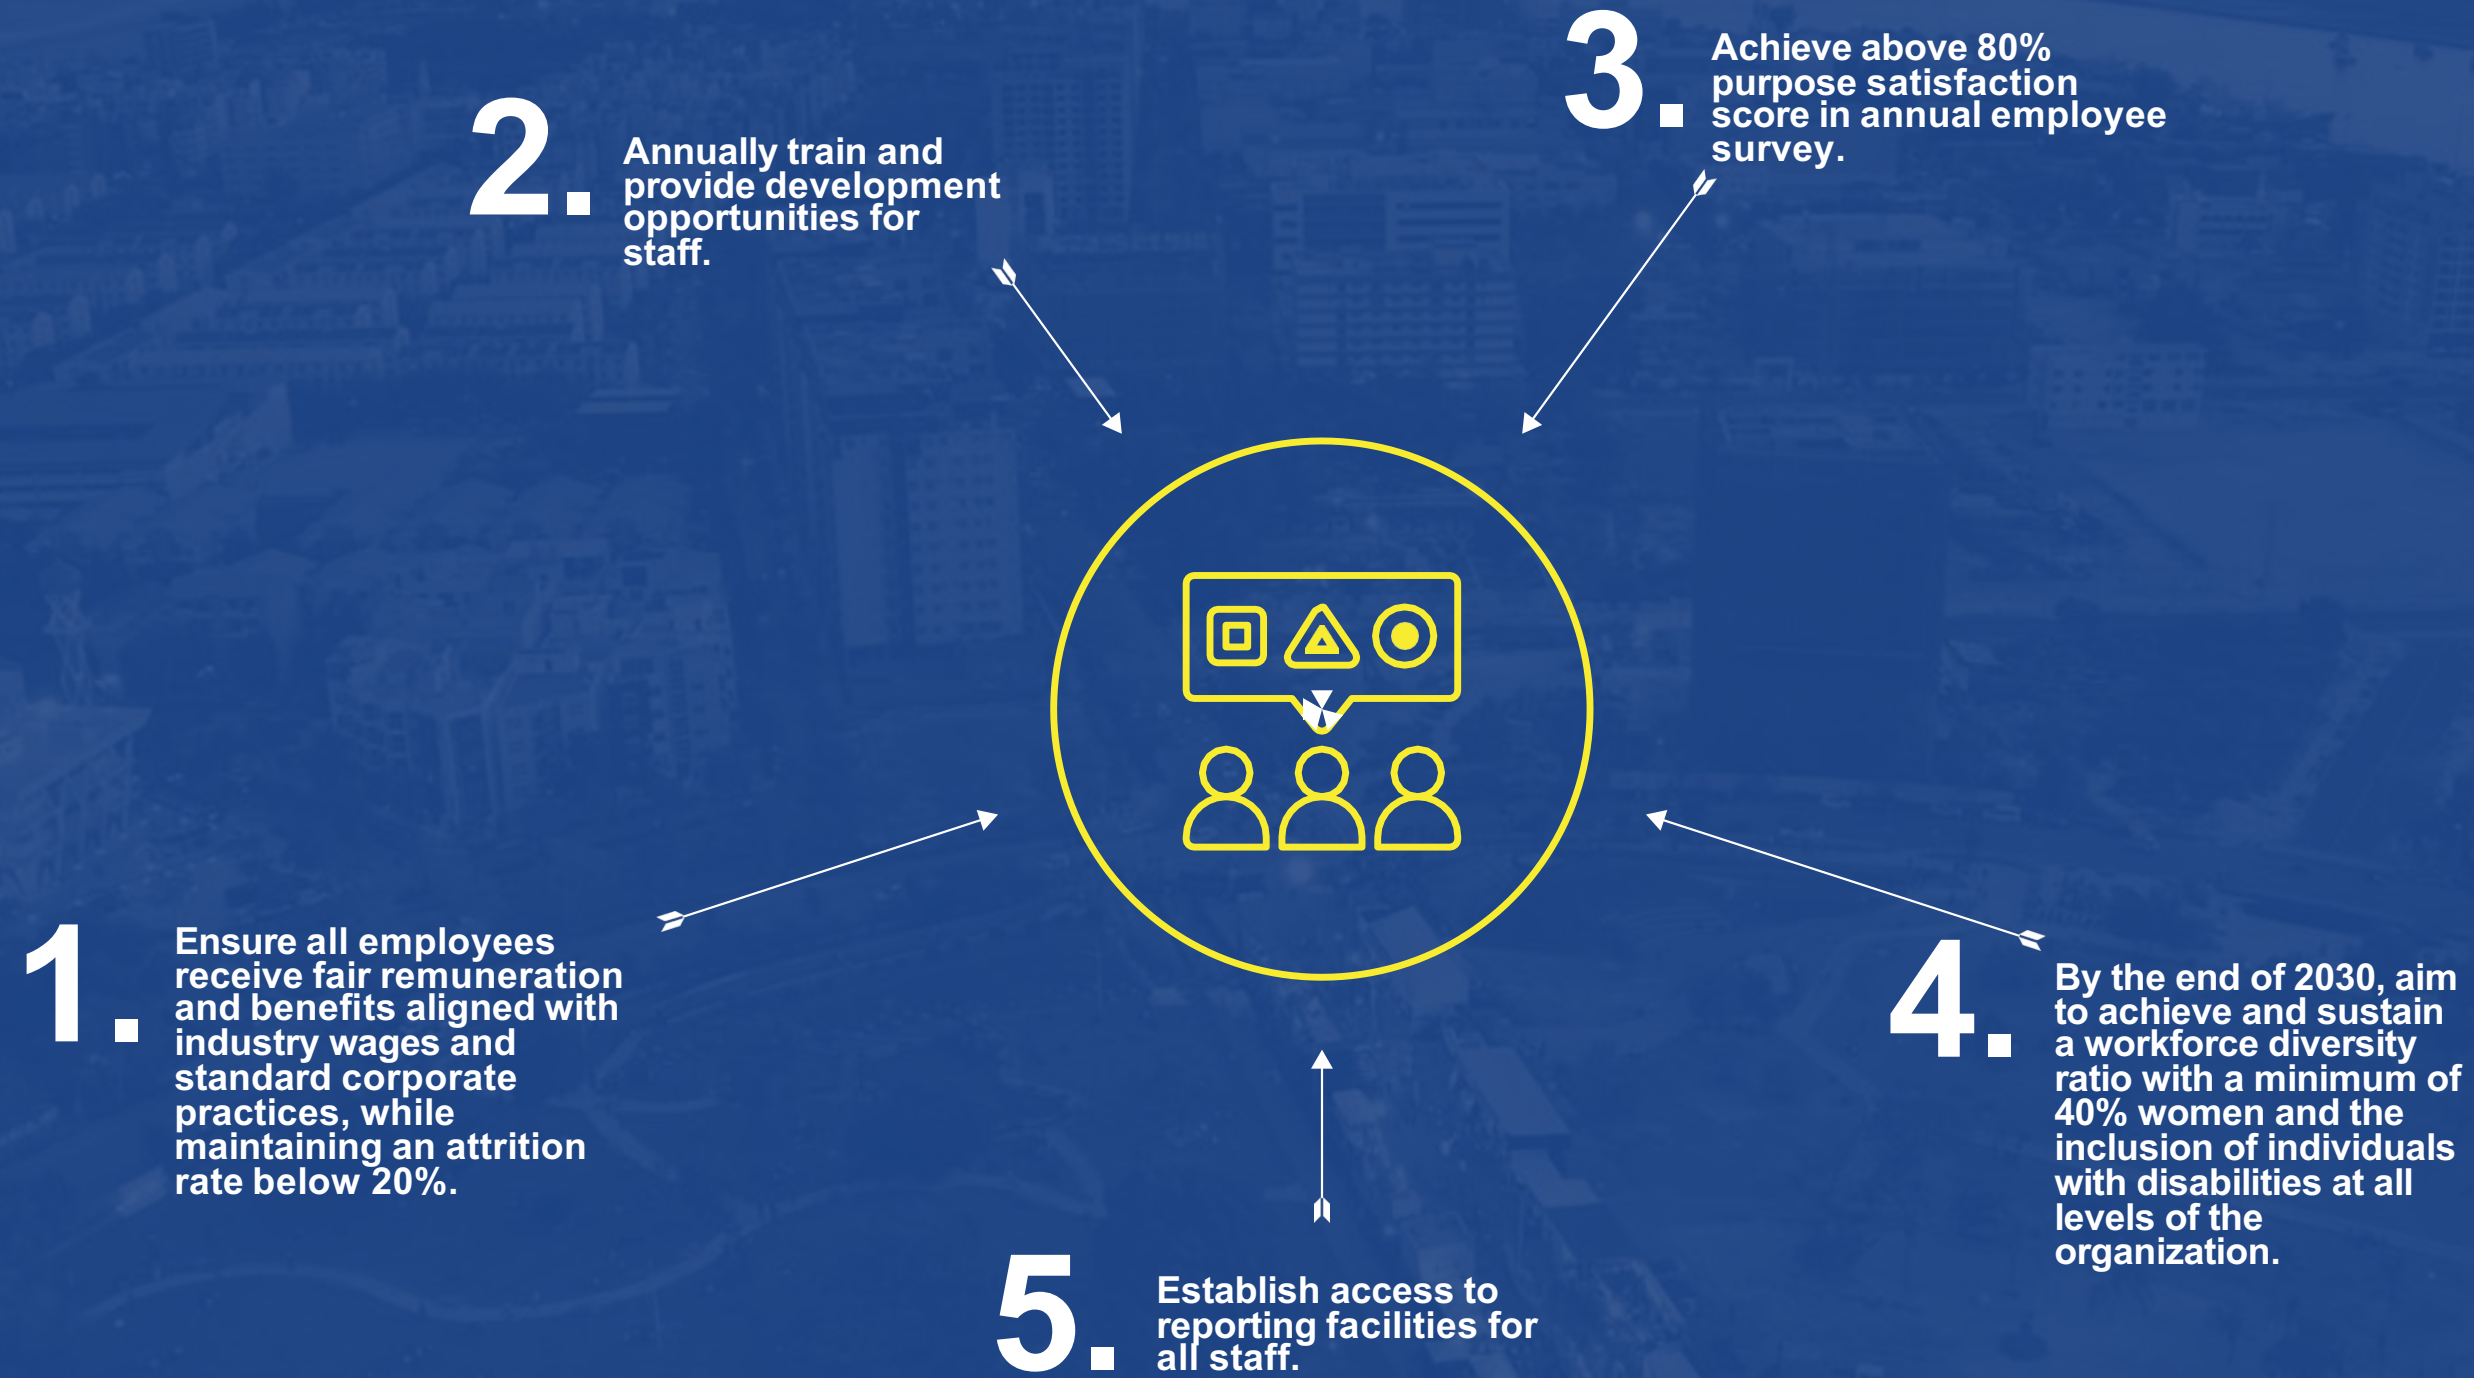 1.
Ensure all employees
receive fair remuneration
and benefits aligned with
industry wages and
standard corporate
practices, while
maintaining an attrition
rate below 20%.
2.
Annually train and
provide development
opportunities for
staff.
3.
Achieve above 80%
purpose satisfaction
score in annual employee
survey.
4.
By the end of 2030, aim
to achieve and sustain
a workforce diversity
ratio with a minimum of
40% women and the
inclusion of individuals
with disabilities at all
levels of the
organization.
5.
Establish access to
reporting facilities for
all staff.